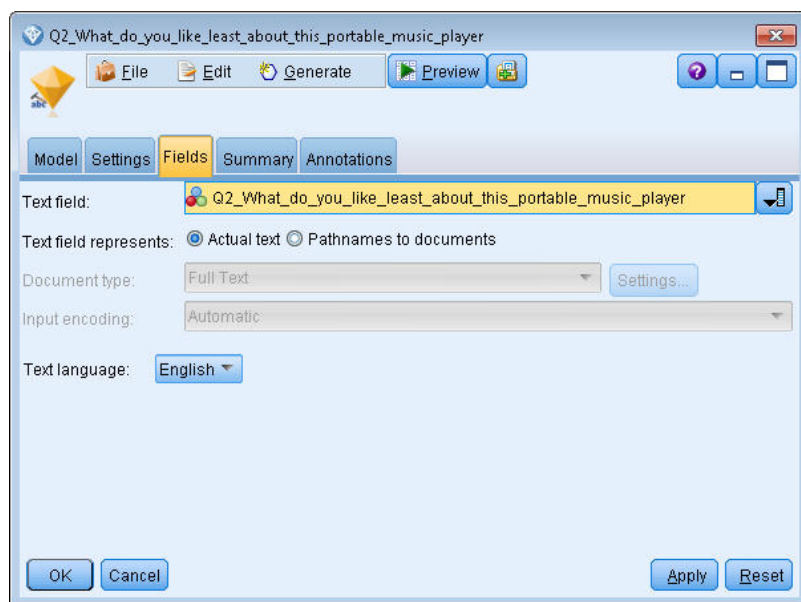 Q2_What_do_you_like_least_about_this_portable_music_player
File Edit Generate Preview
abc
Model Settings Fields Summary Annotations
Text field: Q2_What_do_you_like_least_about_this_portable_music_player
Text field represents: Actual text Pathnames to documents
Document type: Full Text Settings...
Input encoding: Automatic
Text language: English
OK Cancel Apply Reset